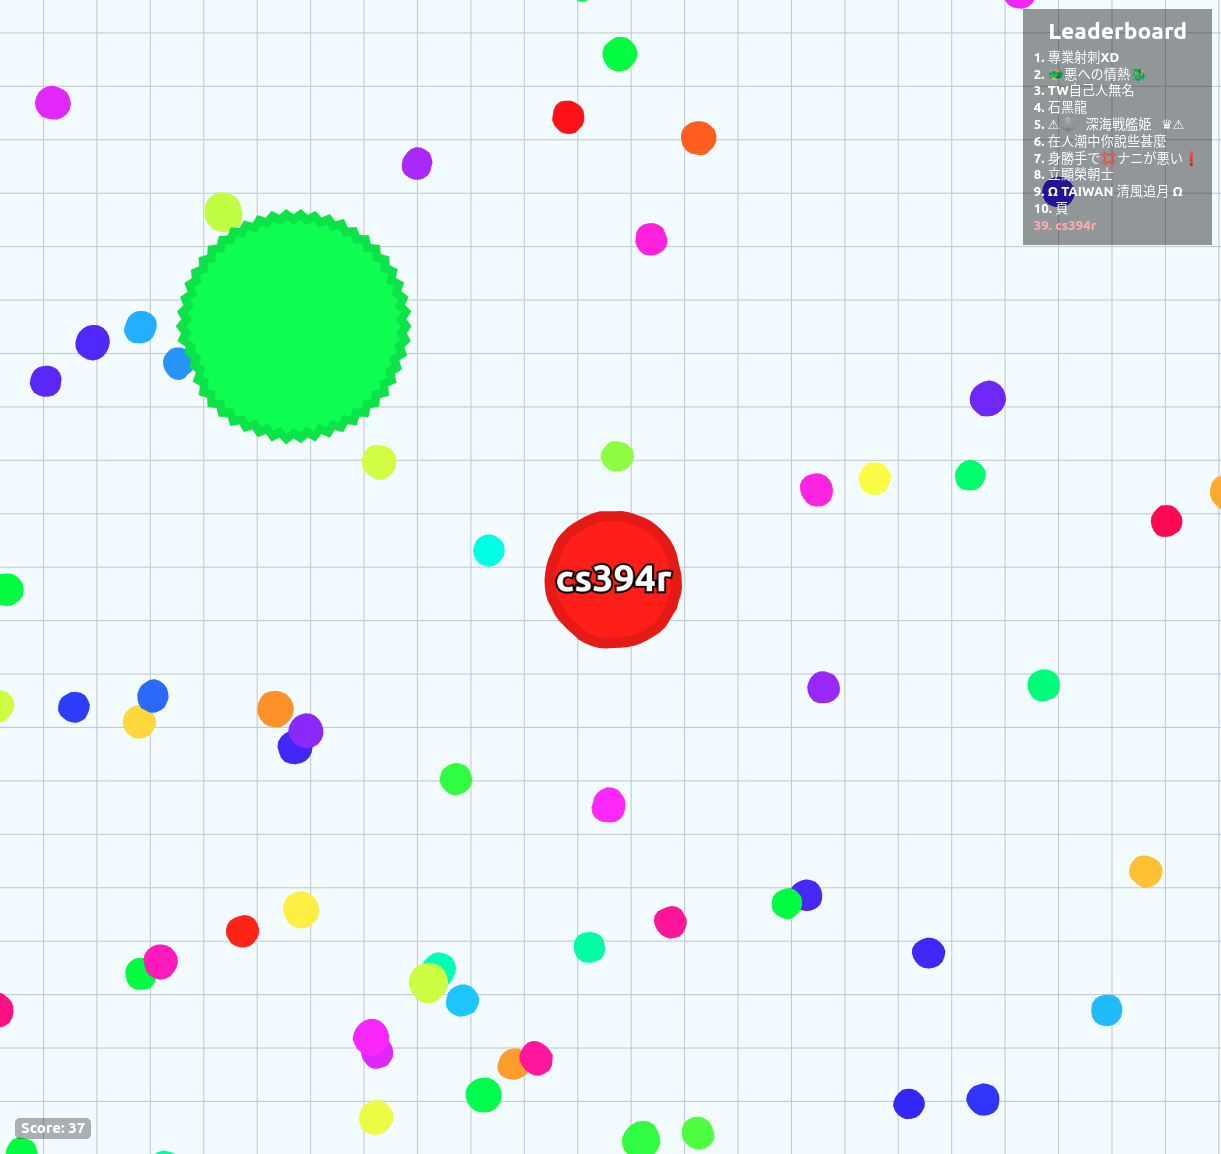 Leaderboard
1. 專業射刺XD
2. 🐲悪への情熱🐉
3. TW自己人無名
4. 石黑龍
5. ⚠⚓ 深海戦艦姫 ♛⚠
6. 在人潮中你說些甚麼
7. 身勝手で💢ナニが悪い❗
8. 立顯榮朝士
9. Ω TAIWAN 清風追月 Ω
10. 頁
39. cs394r
cs394r
Score: 37